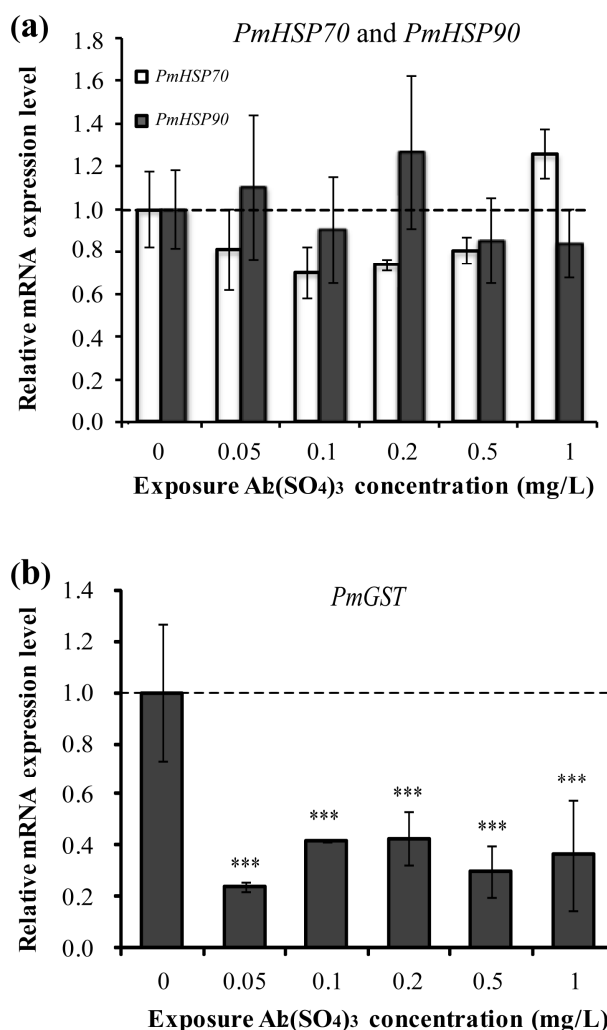 (a)
PmHSP70 and PmHSP90
1.8
1.6
1.4
1.2
1.0
0.8
0.6
0.4
0.2
0.0
PmHSP70
PmHSP90
Relative mRNA expression level
0 0.05 0.1 0.2 0.5 1
Exposure Al2(SO4)3 concentration (mg/L)
(b)
PmGST
1.4
1.2
1.0
0.8
0.6
0.4
0.2
0.0
Relative mRNA expression level
*** *** *** *** ***
0 0.05 0.1 0.2 0.5 1
Exposure Al2(SO4)3 concentration (mg/L)